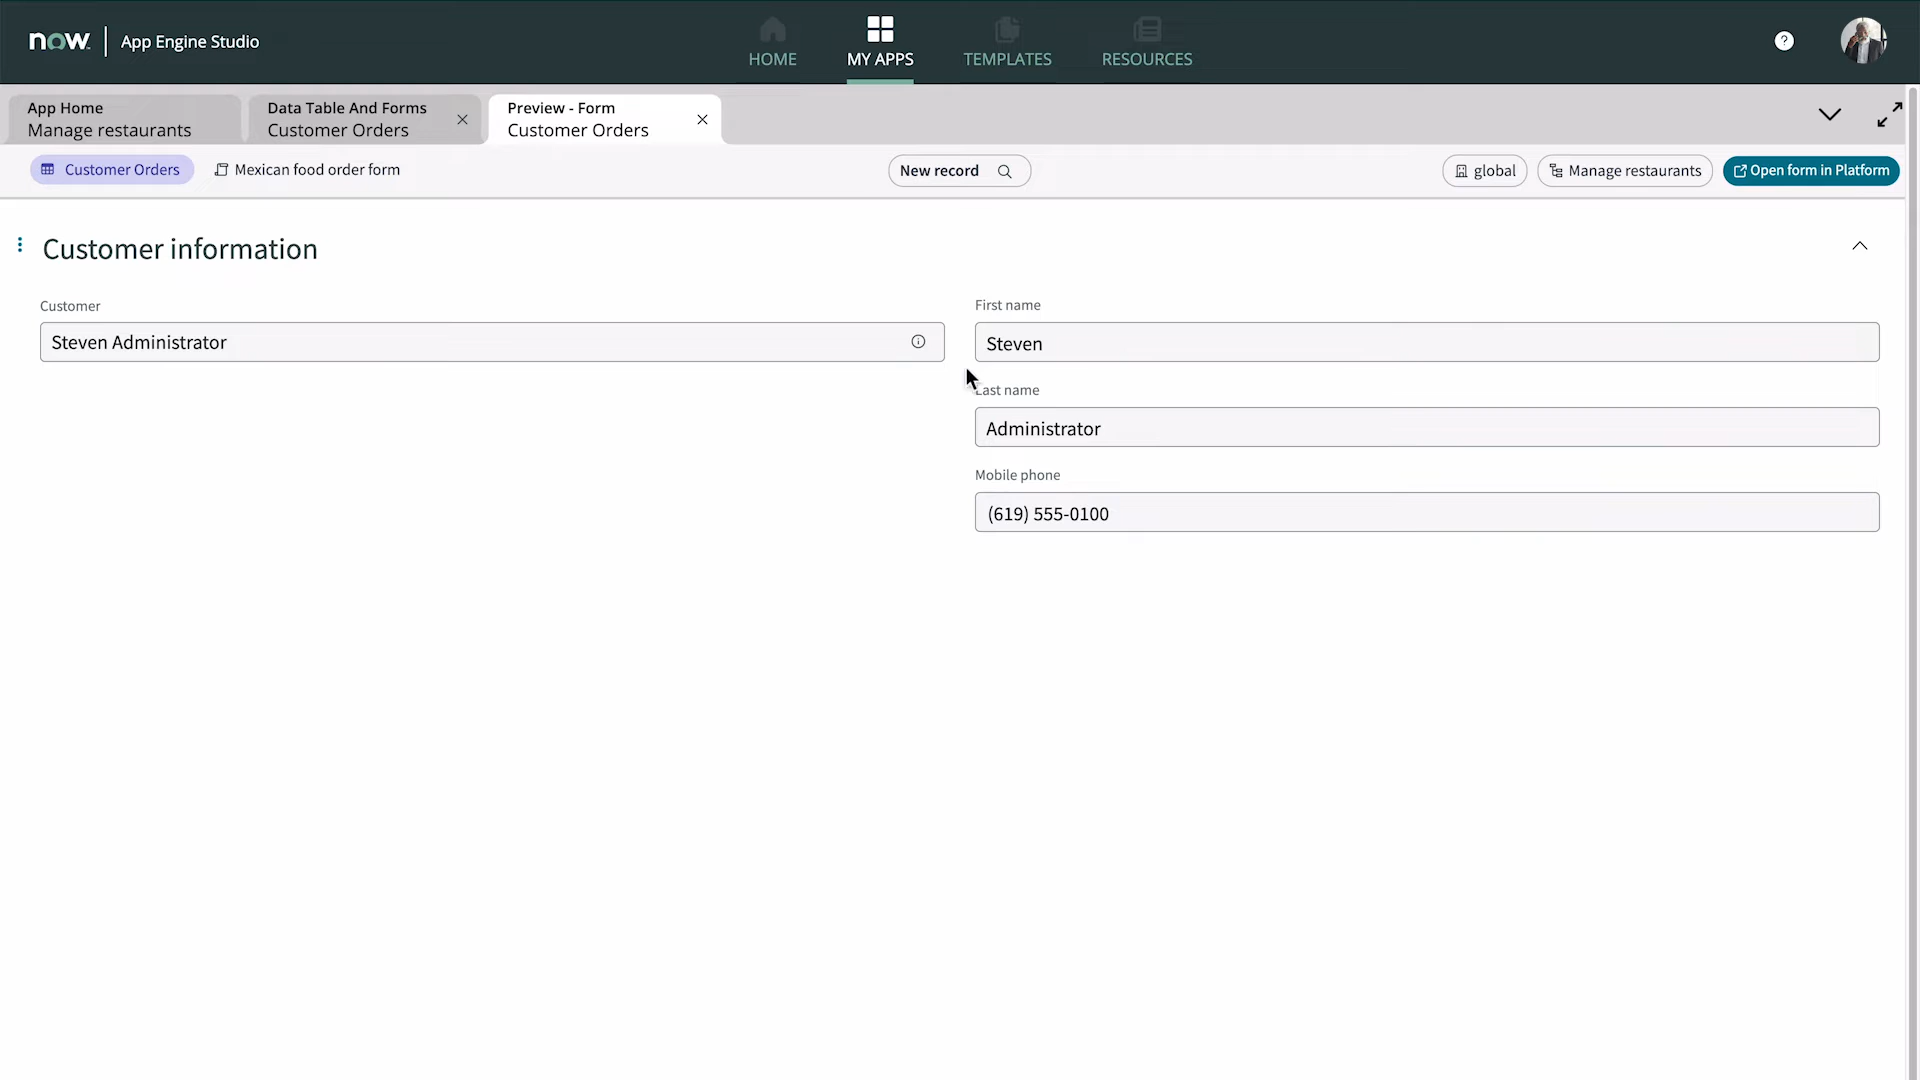 now App Engine Studio
HOME
MY APPS
TEMPLATES
RESOURCES
?
App Home
Manage restaurants
Data Table And Forms
Customer Orders
Preview - Form
Customer Orders
Customer Orders
Mexican food order form
New record
global
Manage restaurants
Open form in Platform
Customer information
Customer
Steven Administrator
First name
Steven
Last name
Administrator
Mobile phone
(619) 555-0100